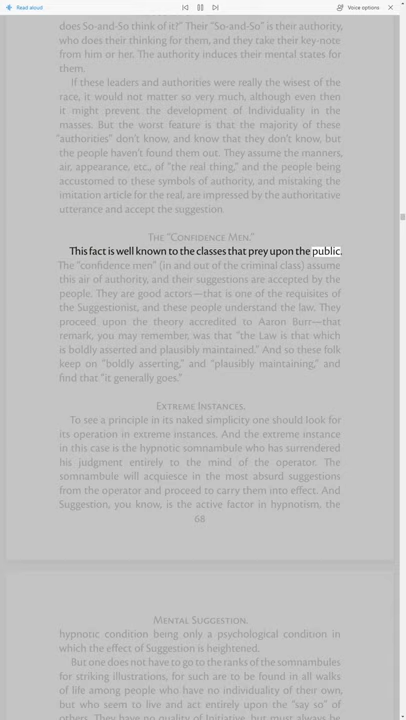 Read aloud
Voice options
does So-and-So think of it?" Their "So-and-So" is their authority,
who does their thinking for them, and they take their key-note
from him or her. The authority induces their mental states for
them.
If these leaders and authorities were really the wisest of the
race, it would not matter so very much, although even then
it might prevent the development of Individuality in the
masses. But the worst feature is that the majority of these
"authorities" don't know, and know that they don't know, but
the people haven't found them out. They assume the manners,
air, appearance, etc., of "the real thing," and the people being
accustomed to these symbols of authority, and mistaking the
imitation article for the real, are impressed by the authoritative
utterance and accept the suggestion.
The "Confidence Men."
This fact is well known to the classes that prey upon the public.
The "confidence men" (in and out of the criminal class) assume
this air of authority, and their suggestions are accepted by the
people. They are good actors—that is one of the requisites of
the Suggestionist, and these people understand the law. They
proceed upon the theory accredited to Aaron Burr—that
remark, you may remember, was that "the Law is that which
is boldly asserted and plausibly maintained." And so these folk
keep on "boldly asserting," and "plausibly maintaining," and
find that "it generally goes."
Extreme Instances.
To see a principle in its naked simplicity one should look for
its operation in extreme instances. And the extreme instance
in this case is the hypnotic somnambule who has surrendered
his judgment entirely to the mind of the operator. The
somnambule will acquiesce in the most absurd suggestions
from the operator and proceed to carry them into effect. And
Suggestion, you know, is the active factor in hypnotism, the
68
Mental Suggestion.
hypnotic condition being only a psychological condition in
which the effect of Suggestion is heightened.
But one does not have to go to the ranks of the somnambules
for striking illustrations, for such are to be found in all walks
of life among people who have no individuality of their own,
but who seem to live and act entirely upon the "say so" of
others. They have no quality of Initiative, but must always be